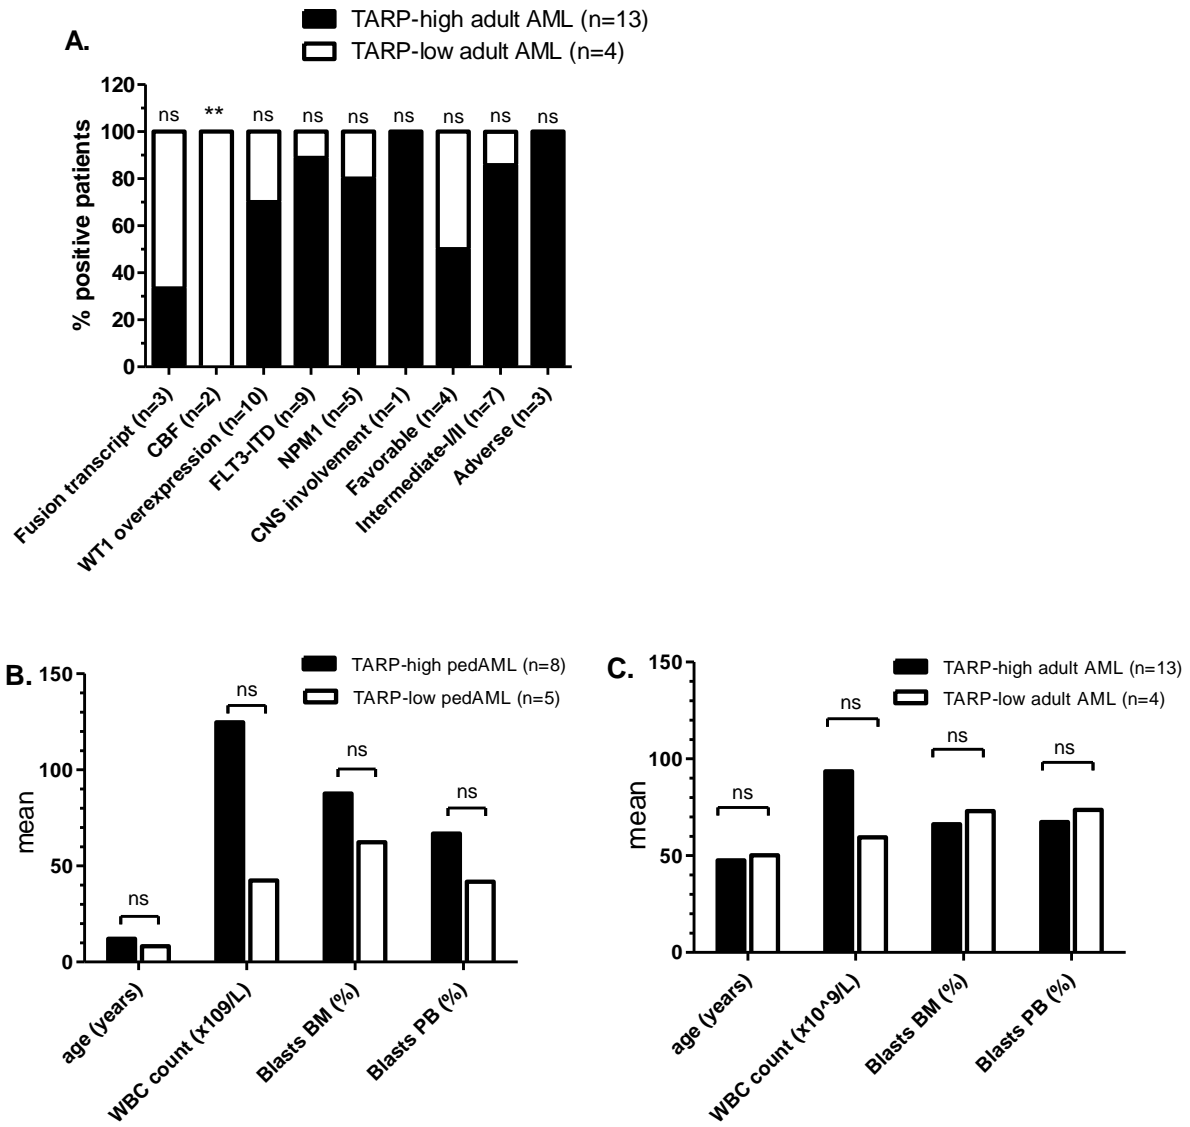 TARP-high adult AML (n=13)
A.
TARP-low adult AML (n=4)
120
100
80
60
40
20
0
% positive patients
ns
**
ns
ns
ns
ns
ns
ns
ns
Fusion transcript (n=3)
CBF (n=2)
WT1 overexpression (n=10)
FLT3-ITD (n=9)
NPM1 (n=5)
CNS involvement (n=1)
Favorable (n=4)
Intermediate-I/II (n=7)
Adverse (n=3)
B.
TARP-high pedAML (n=8)
TARP-low pedAML (n=5)
150
100
50
0
mean
ns
ns
ns
ns
age (years)
WBC count (x109/L)
Blasts BM (%)
Blasts PB (%)
C.
TARP-high adult AML (n=13)
TARP-low adult AML (n=4)
150
100
50
0
mean
ns
ns
ns
ns
age (years)
WBC count (x10^9/L)
Blasts BM (%)
Blasts PB (%)